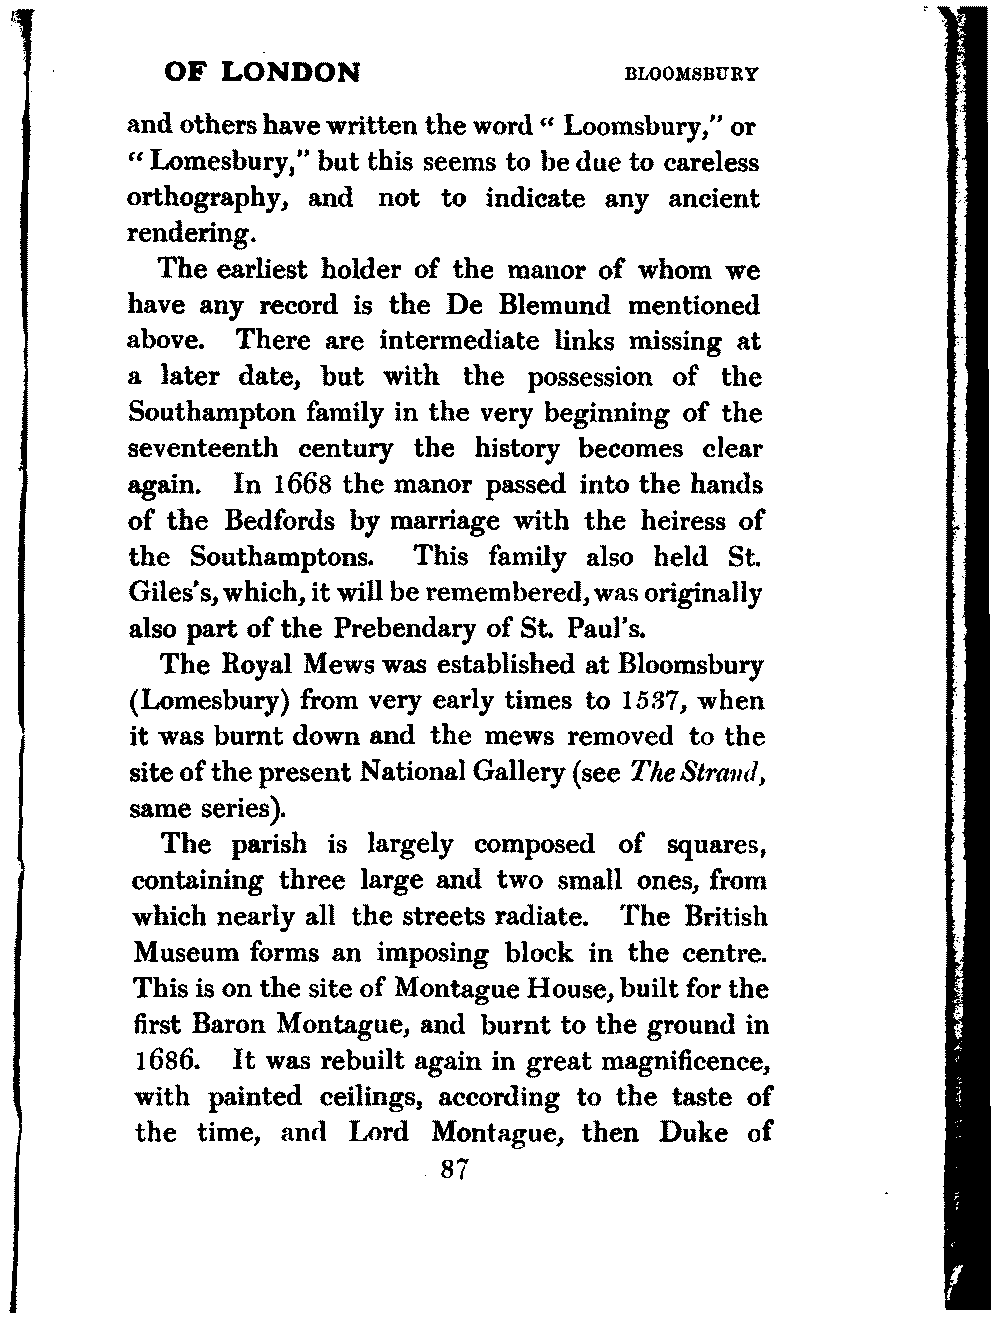 OF LONDON BLOOMSBURY
and others have written the word “ Loomsbury,” or
“ Lomesbury,” but this seems to be due to careless
orthography, and not to indicate any ancient
rendering.
The earliest holder of the manor of whom we
have any record is the De Blemund mentioned
above. There are intermediate links missing at
a later date, but with the possession of the
Southampton family in the very beginning of the
seventeenth century the history becomes clear
again. In 1668 the manor passed into the hands
of the Bedfords by marriage with the heiress of
the Southamptons. This family also held St.
Giles's, which, it will be remembered, was originally
also part of the Prebendary of St. Paul's.
The Royal Mews was established at Bloomsbury
(Lomesbury) from very early times to 1537, when
it was burnt down and the mews removed to the
site of the present National Gallery (see The Strand,
same series).
The parish is largely composed of squares,
containing three large and two small ones, from
which nearly all the streets radiate. The British
Museum forms an imposing block in the centre.
This is on the site of Montague House, built for the
first Baron Montague, and burnt to the ground in
1686. It was rebuilt again in great magnificence,
with painted ceilings, according to the taste of
the time, and Lord Montague, then Duke of
87